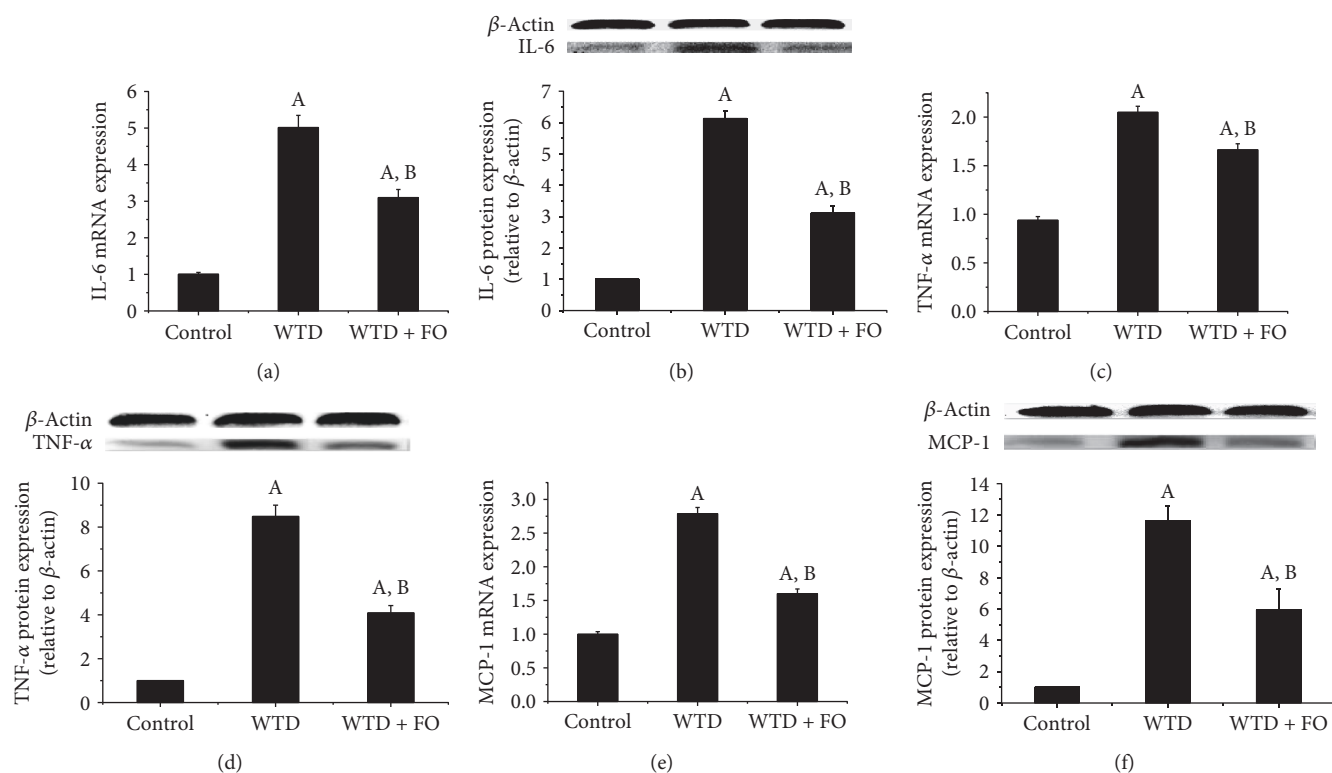 β-Actin
IL-6
IL-6 mRNA expression
6
5
4
3
2
1
0
A
A, B
Control WTD WTD + FO
(a)
IL-6 protein expression
(relative to β-actin)
7
6
5
4
3
2
1
0
A
A, B
Control WTD WTD + FO
(b)
TNF-α mRNA expression
2.0
1.5
1.0
0.5
0.0
A
A, B
Control WTD WTD + FO
(c)
β-Actin
TNF-α
TNF-α protein expression
(relative to β-actin)
10
8
6
4
2
0
A
A, B
Control WTD WTD + FO
(d)
MCP-1 mRNA expression
3.0
2.5
2.0
1.5
1.0
0.5
0.0
A
A, B
Control WTD WTD + FO
(e)
β-Actin
MCP-1
MCP-1 protein expression
(relative to β-actin)
14
12
10
8
6
4
2
0
A
A, B
Control WTD WTD + FO
(f)